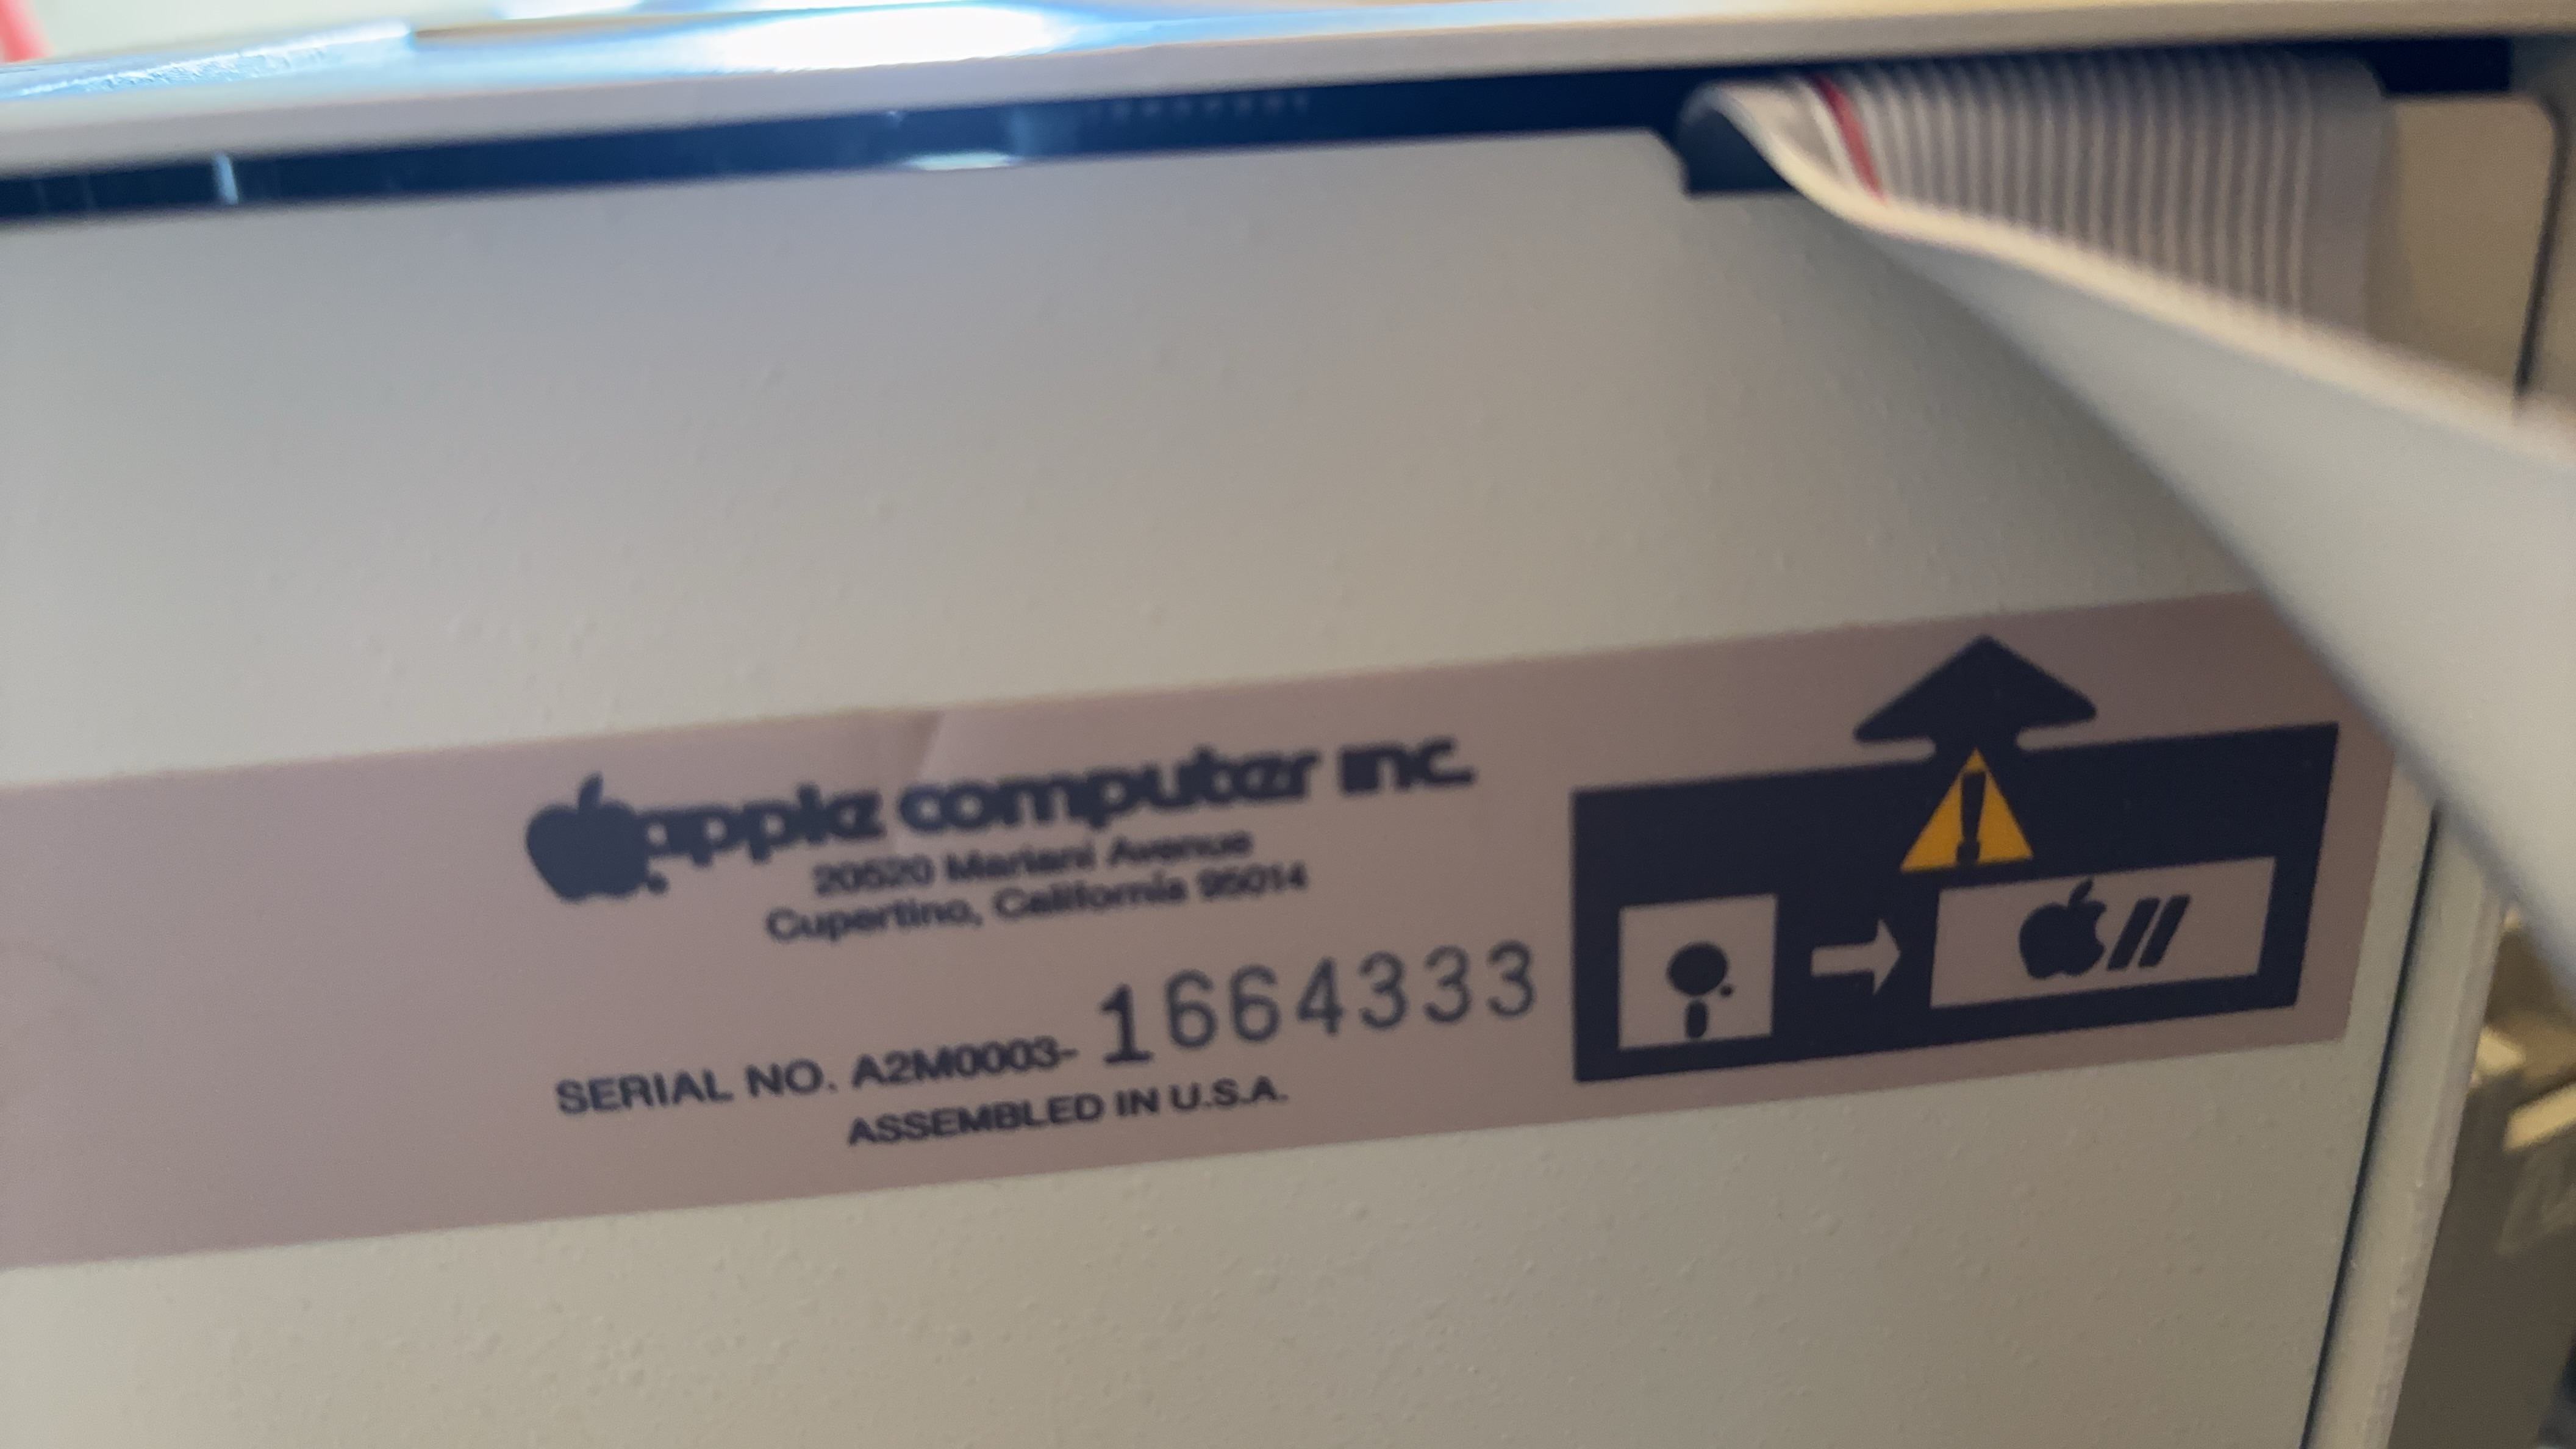 apple computer inc.
20520 Mariani Avenue
Cupertino, California 95014
SERIAL NO. A2M0003- 1664333
ASSEMBLED IN U.S.A.
//